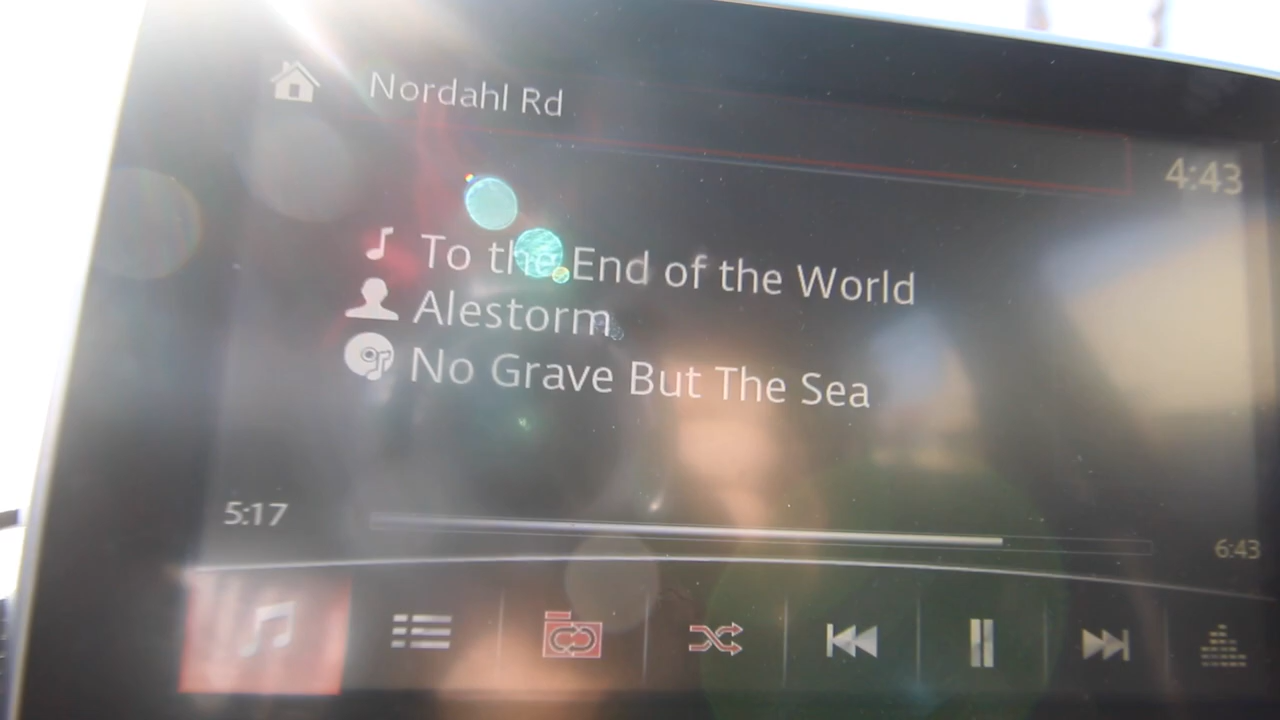 Nordahl Rd
4:43
To the End of the World
Alestorm
No Grave But The Sea
5:17
6:43